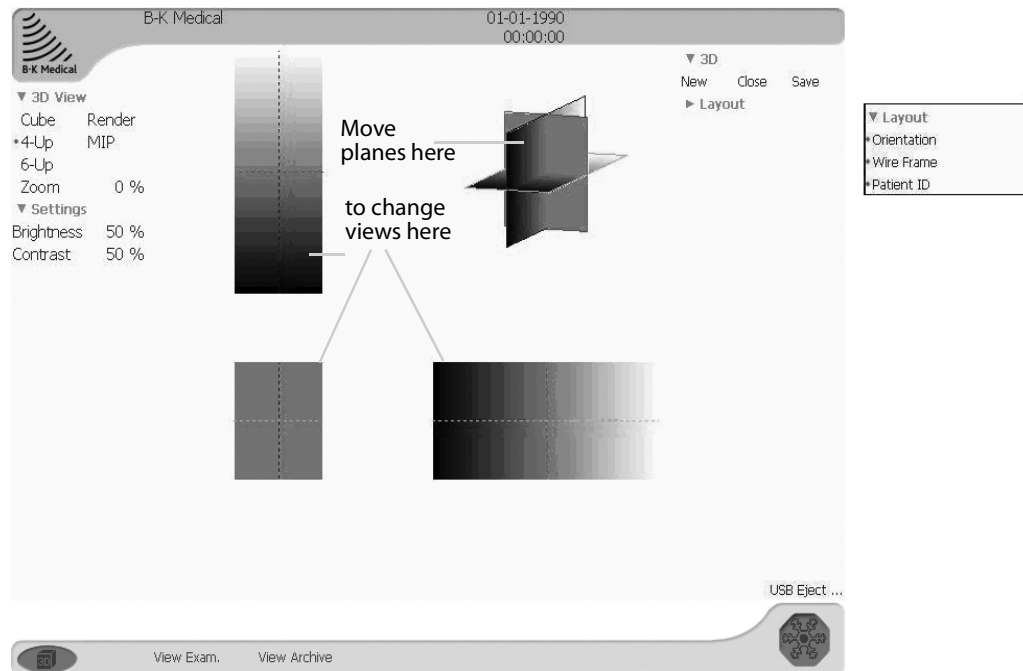 B-K Medical
01-01-1990
00:00:00
B-K Medical
▼ 3D View
Cube Render
•4-Up MIP
6-Up
Zoom 0 %
▼ Settings
Brightness 50 %
Contrast 50 %
Move
planes here
to change
views here
▼ 3D
New Close Save
► Layout
▼ Layout
•Orientation
•Wire Frame
•Patient ID
USB Eject ...
3D
View Exam. View Archive